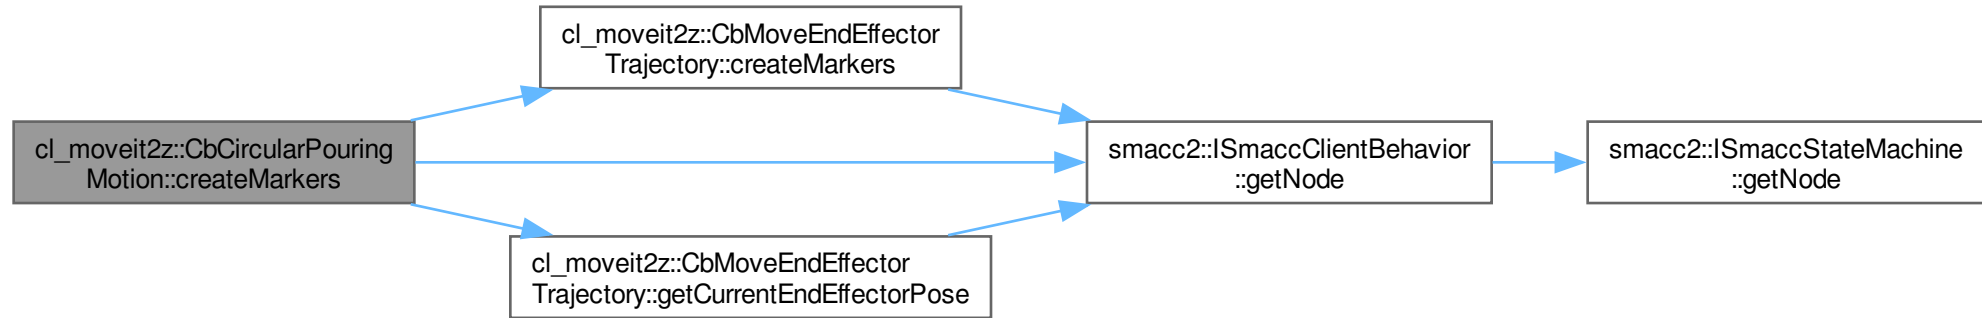 cl_moveit2z::CbMoveEndEffector
Trajectory::createMarkers
cl_moveit2z::CbCircularPouring
Motion::createMarkers
smacc2::ISmaccClientBehavior
::getNode
smacc2::ISmaccStateMachine
::getNode
cl_moveit2z::CbMoveEndEffector
Trajectory::getCurrentEndEffectorPose